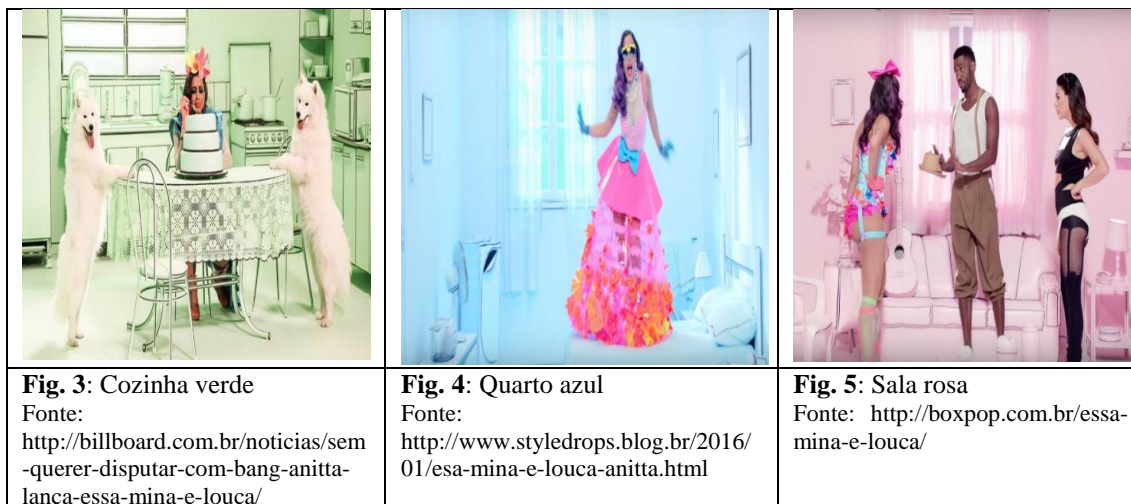 Fig. 3: Cozinha verde
Fonte:
http://billboard.com.br/noticias/sem
-querer-disputar-com-bang-anitta-
lanca-essa-mina-e-louca/
Fig. 4: Quarto azul
Fonte:
http://www.styledrops.blog.br/2016/
01/esa-mina-e-louca-anitta.html
Fig. 5: Sala rosa
Fonte: http://boxpop.com.br/essa-
mina-e-louca/